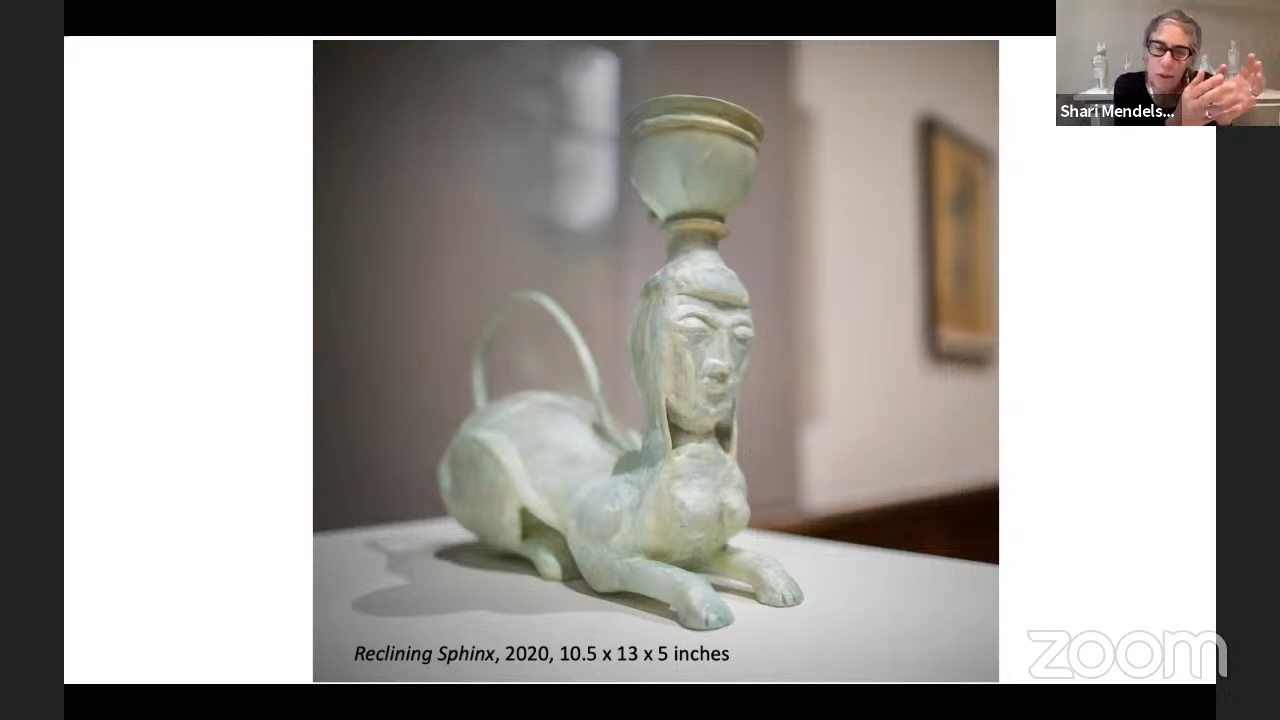 Shari Mendels...
Reclining Sphinx, 2020, 10.5 x 13 x 5 inches
zoom